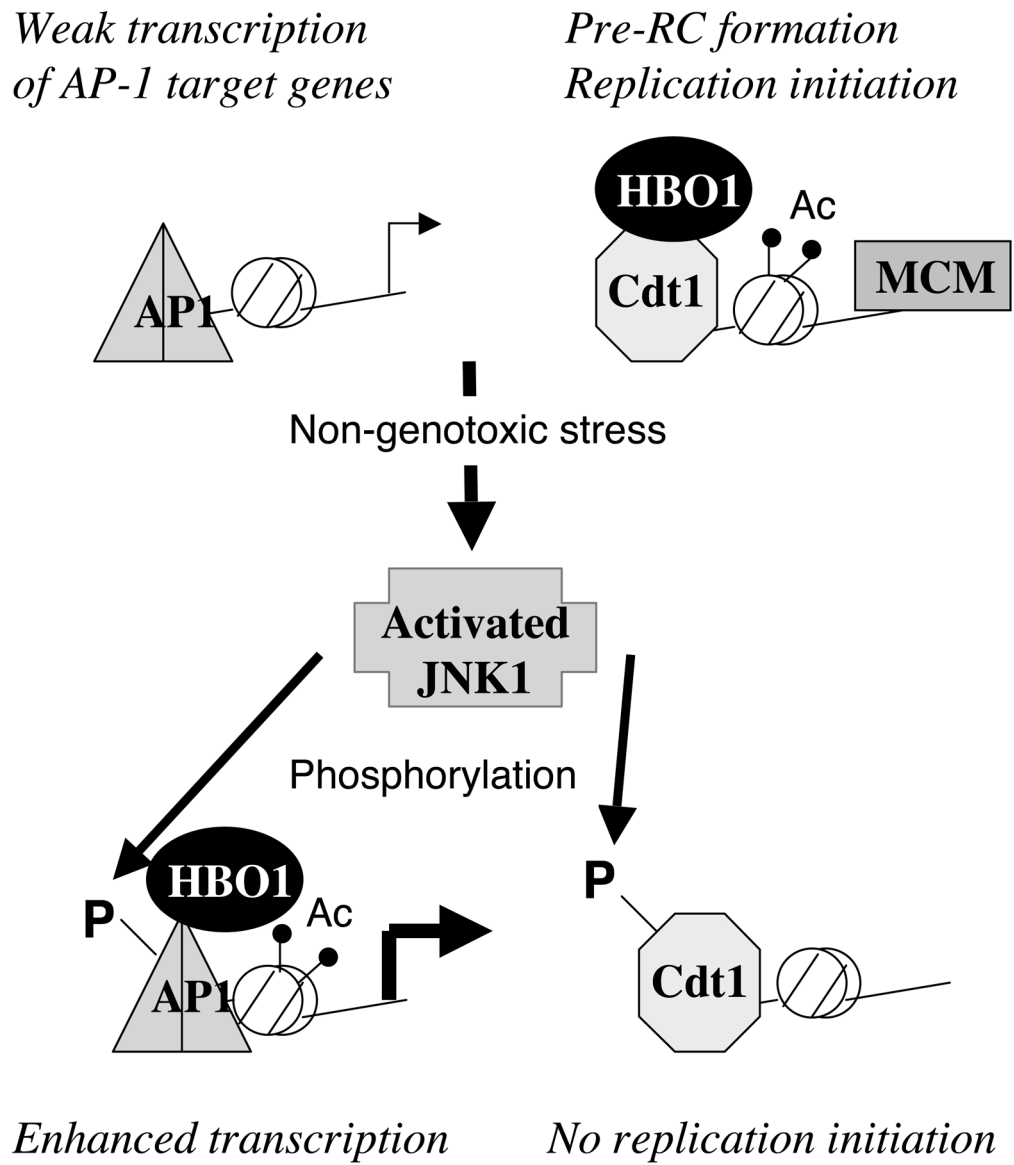 Weak transcription
of AP-1 target genes
Pre-RC formation
Replication initiation
HBO1
Ac
AP1
Cdt1
MCM
Non-genotoxic stress
Activated
JNK1
Phosphorylation
P
HBO1
Ac
AP1
P
Cdt1
Enhanced transcription
No replication initiation